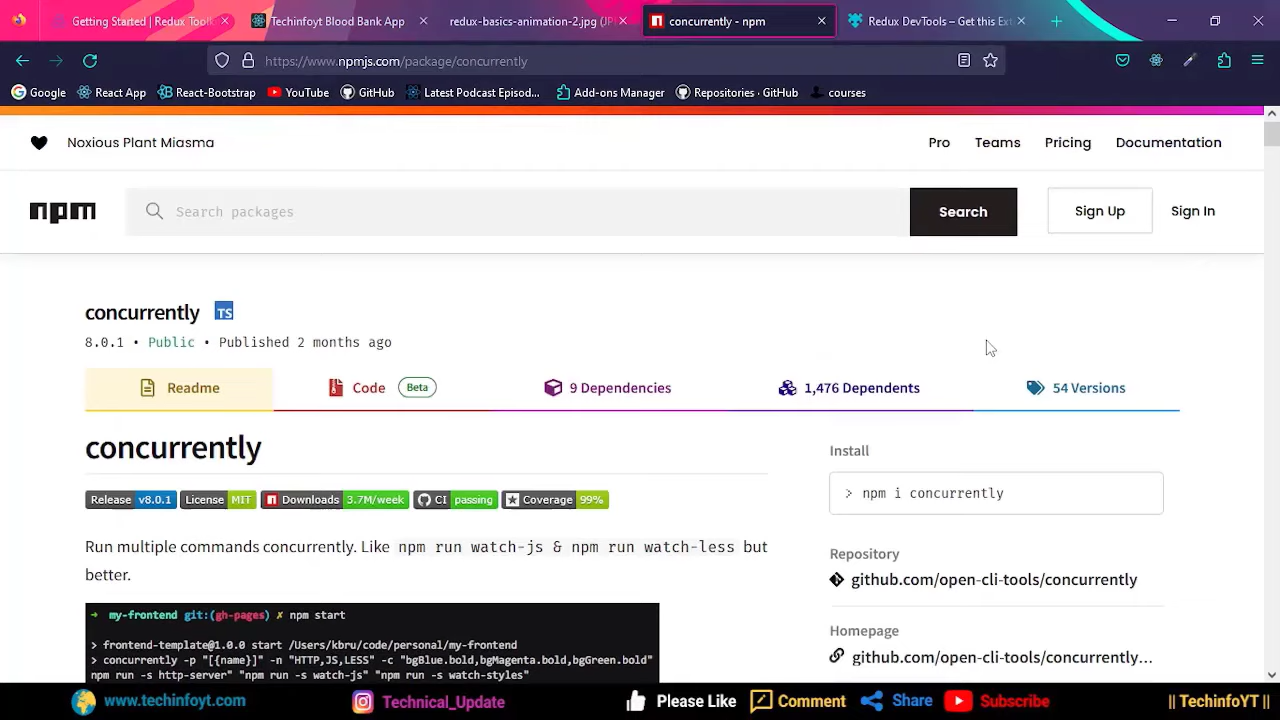 Getting Started | Redux Tool
Techinfoyt Blood Bank App
redux-basics-animation-2.jpg (JP
concurrently - npm
Redux DevTools – Get this Ex
https://www.npmjs.com/package/concurrently
Google
React App
React-Bootstrap
YouTube
GitHub
Latest Podcast Episod...
Add-ons Manager
Repositories · GitHub
courses
Noxious Plant Miasma
Pro
Teams
Pricing
Documentation
npm
Search packages
Search
Sign Up
Sign In
concurrently TS
8.0.1 • Public • Published 2 months ago
Readme
Code Beta
9 Dependencies
1,476 Dependents
54 Versions
concurrently
Install
Release v8.0.1 License MIT Downloads 3.7M/week CI passing Coverage 99%
> npm i concurrently
Run multiple commands concurrently. Like npm run watch-js & npm run watch-less but
better.
Repository
github.com/open-cli-tools/concurrently
Homepage
github.com/open-cli-tools/concurrently...
→ my-frontend git:(gh-pages) ✗ npm start
> frontend-template@1.0.0 start /Users/kbru/code/personal/my-frontend
> concurrently -p "[{name}]" -n "HTTP,JS,LESS" -c "bgBlue.bold,bgMagenta.bold,bgGreen.bold"
npm run -s http-server" "npm run -s watch-js" "npm run -s watch-styles"
www.techinfoyt.com
Technical_Update
Please Like
Comment
Share
Subscribe
|| TechinfoYT ||